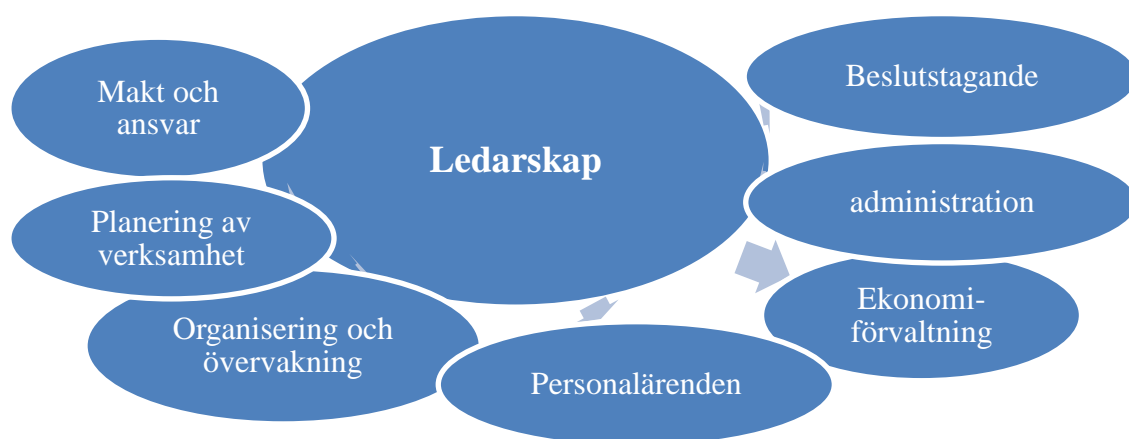 Ledarskap
Makt och
ansvar
Planering av
verksamhet
Organisering och
övervakning
Personalärenden
Ekonomi-
förvaltning
administration
Beslutstagande